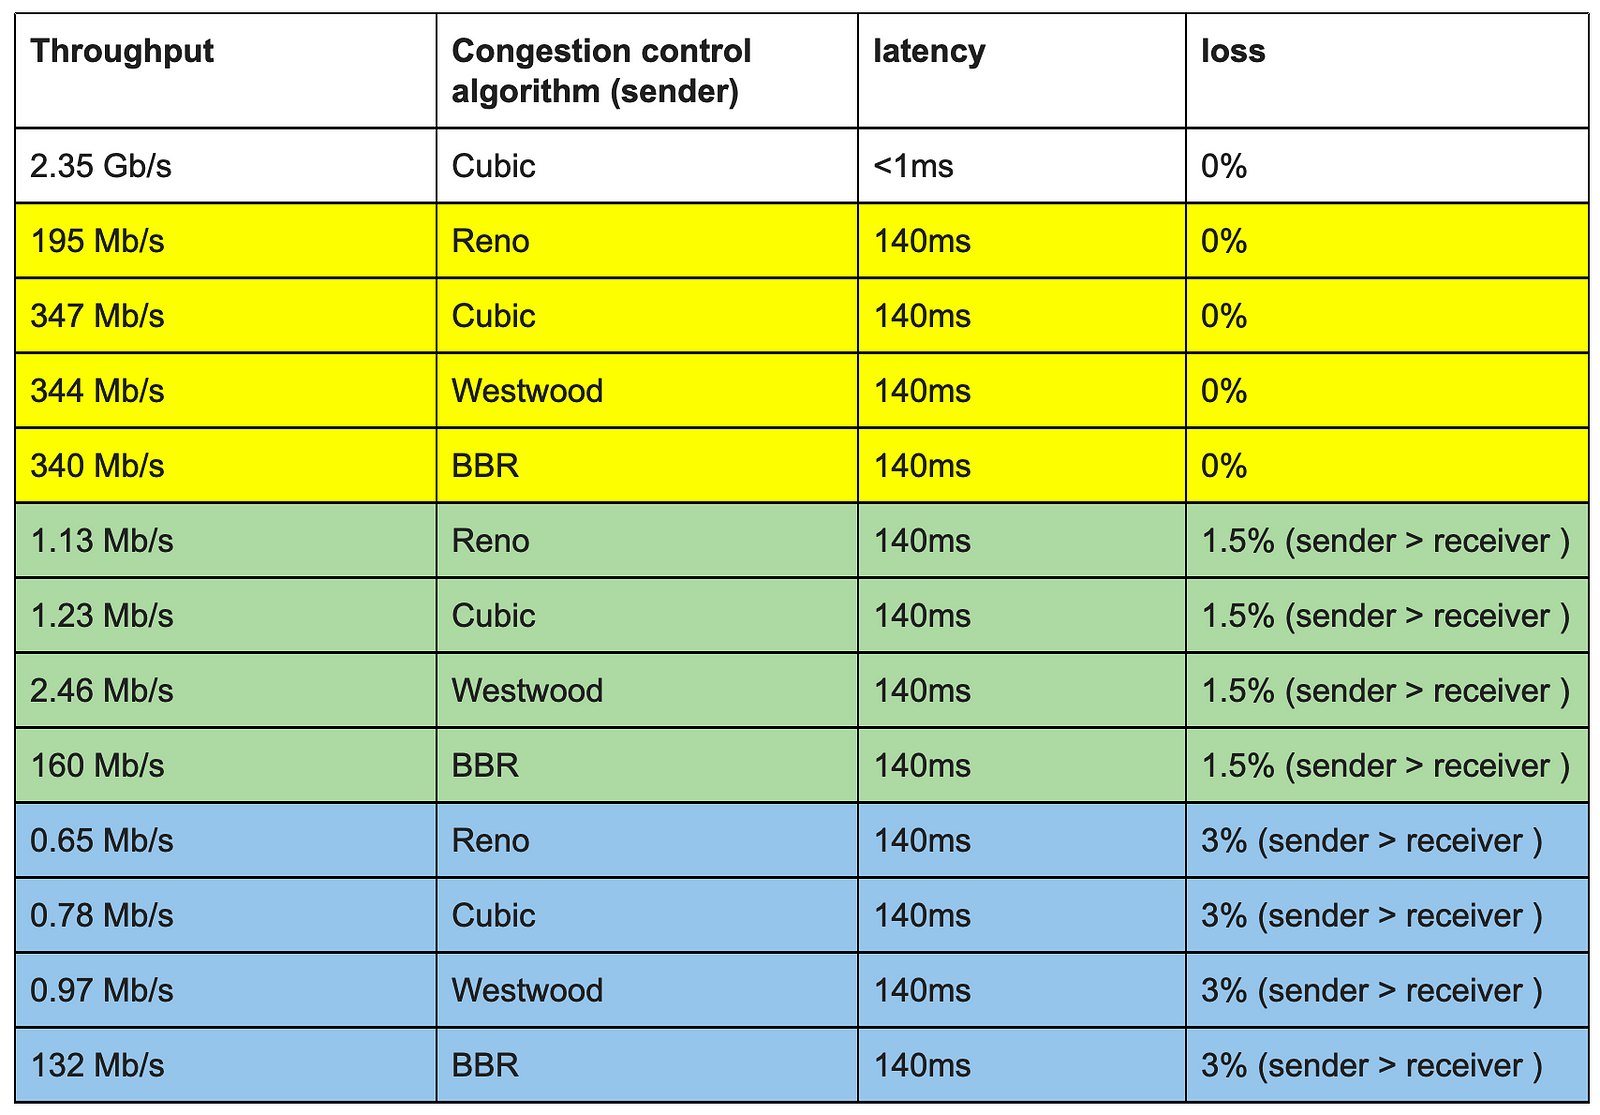 Throughput Congestion control algorithm (sender) latency loss
2.35 Gb/s Cubic <1ms 0%
195 Mb/s Reno 140ms 0%
347 Mb/s Cubic 140ms 0%
344 Mb/s Westwood 140ms 0%
340 Mb/s BBR 140ms 0%
1.13 Mb/s Reno 140ms 1.5% (sender > receiver )
1.23 Mb/s Cubic 140ms 1.5% (sender > receiver )
2.46 Mb/s Westwood 140ms 1.5% (sender > receiver )
160 Mb/s BBR 140ms 1.5% (sender > receiver )
0.65 Mb/s Reno 140ms 3% (sender > receiver )
0.78 Mb/s Cubic 140ms 3% (sender > receiver )
0.97 Mb/s Westwood 140ms 3% (sender > receiver )
132 Mb/s BBR 140ms 3% (sender > receiver )